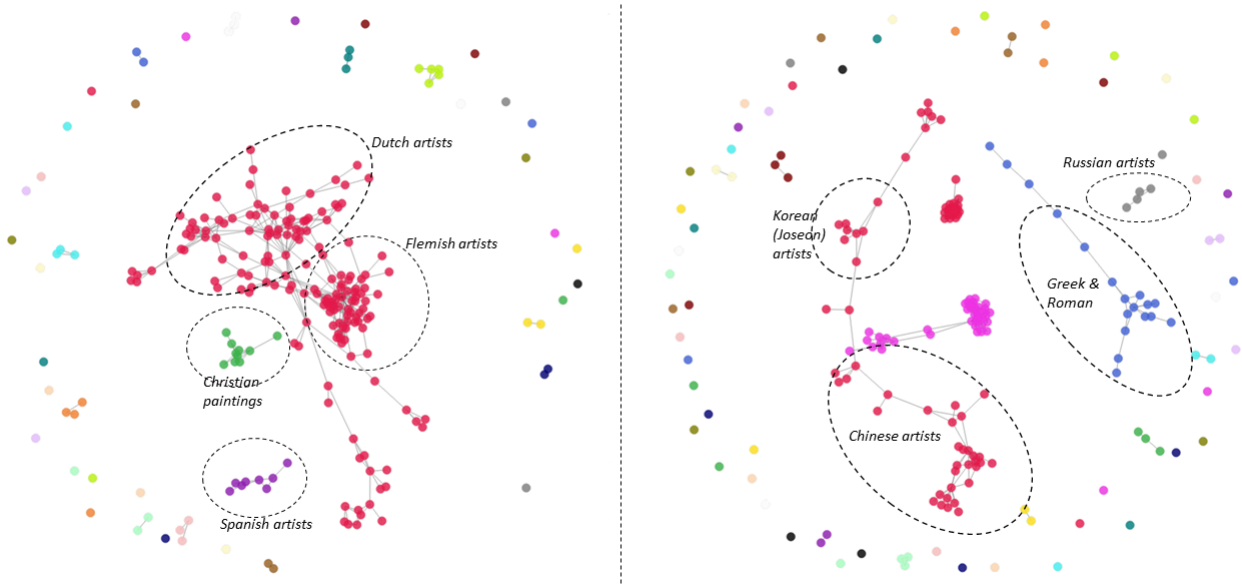 Dutch artists
Flemish artists
Christian
paintings
Spanish artists
Russian artists
Korean
(Joseon)
artists
Greek &
Roman
Chinese artists